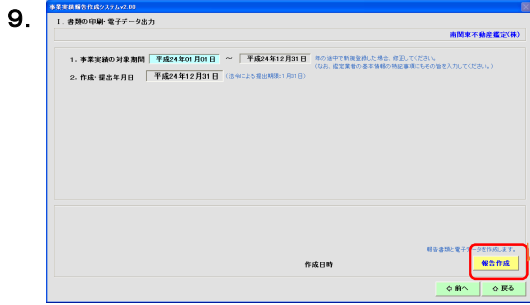 9.
事業実績報告作成システムv2.00
Ⅰ. 書類の印刷・電子データ出力
南関東不動産鑑定(株)
1. 事業実績の対象期間 平成24年01月01日 ～ 平成24年12月31日 年の途中で新規登録した場合、修正してください。
(なお、鑑定業者の基本情報の特記事項にもその旨を入力してください。)
2. 作成・提出年月日 平成24年12月31日 (法令による提出期限:1月31日)
報告書類と電子データを作成します。
作成日時 報告作成
前へ 戻る